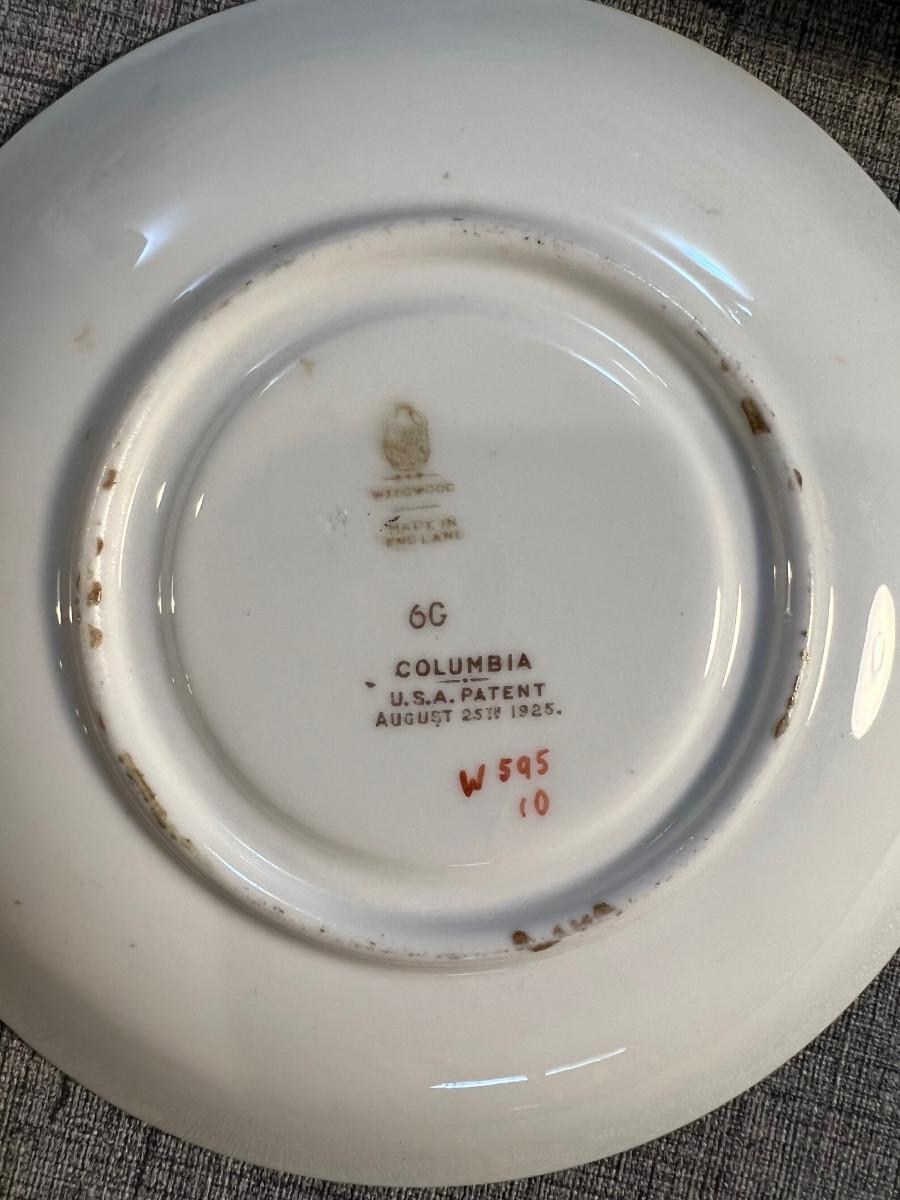 WEDGWOOD
MADE IN
ENGLAND
6G
COLUMBIA
U.S.A. PATENT
AUGUST 25TH 1925.
W 595
10